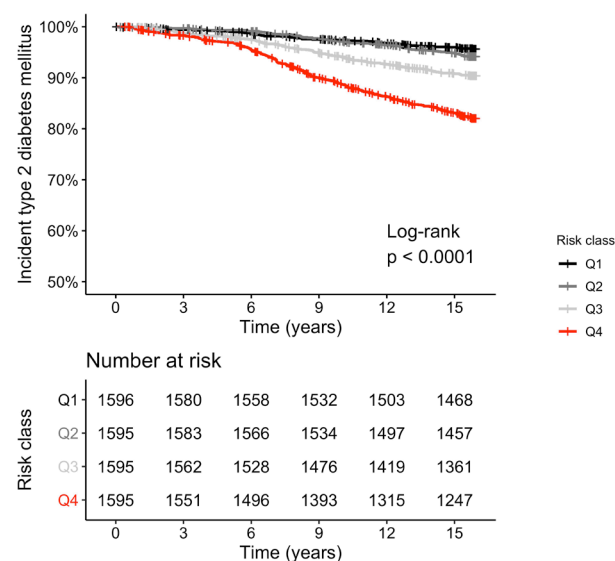 Incident type 2 diabetes mellitus
100%
90%
80%
70%
60%
50%
Log-rank
p < 0.0001
0 3 6 9 12 15
Time (years)
Risk class
Q1
Q2
Q3
Q4
Number at risk
Risk class
Q1 1596 1580 1558 1532 1503 1468
Q2 1595 1583 1566 1534 1497 1457
Q3 1595 1562 1528 1476 1419 1361
Q4 1595 1551 1496 1393 1315 1247
0 3 6 9 12 15
Time (years)